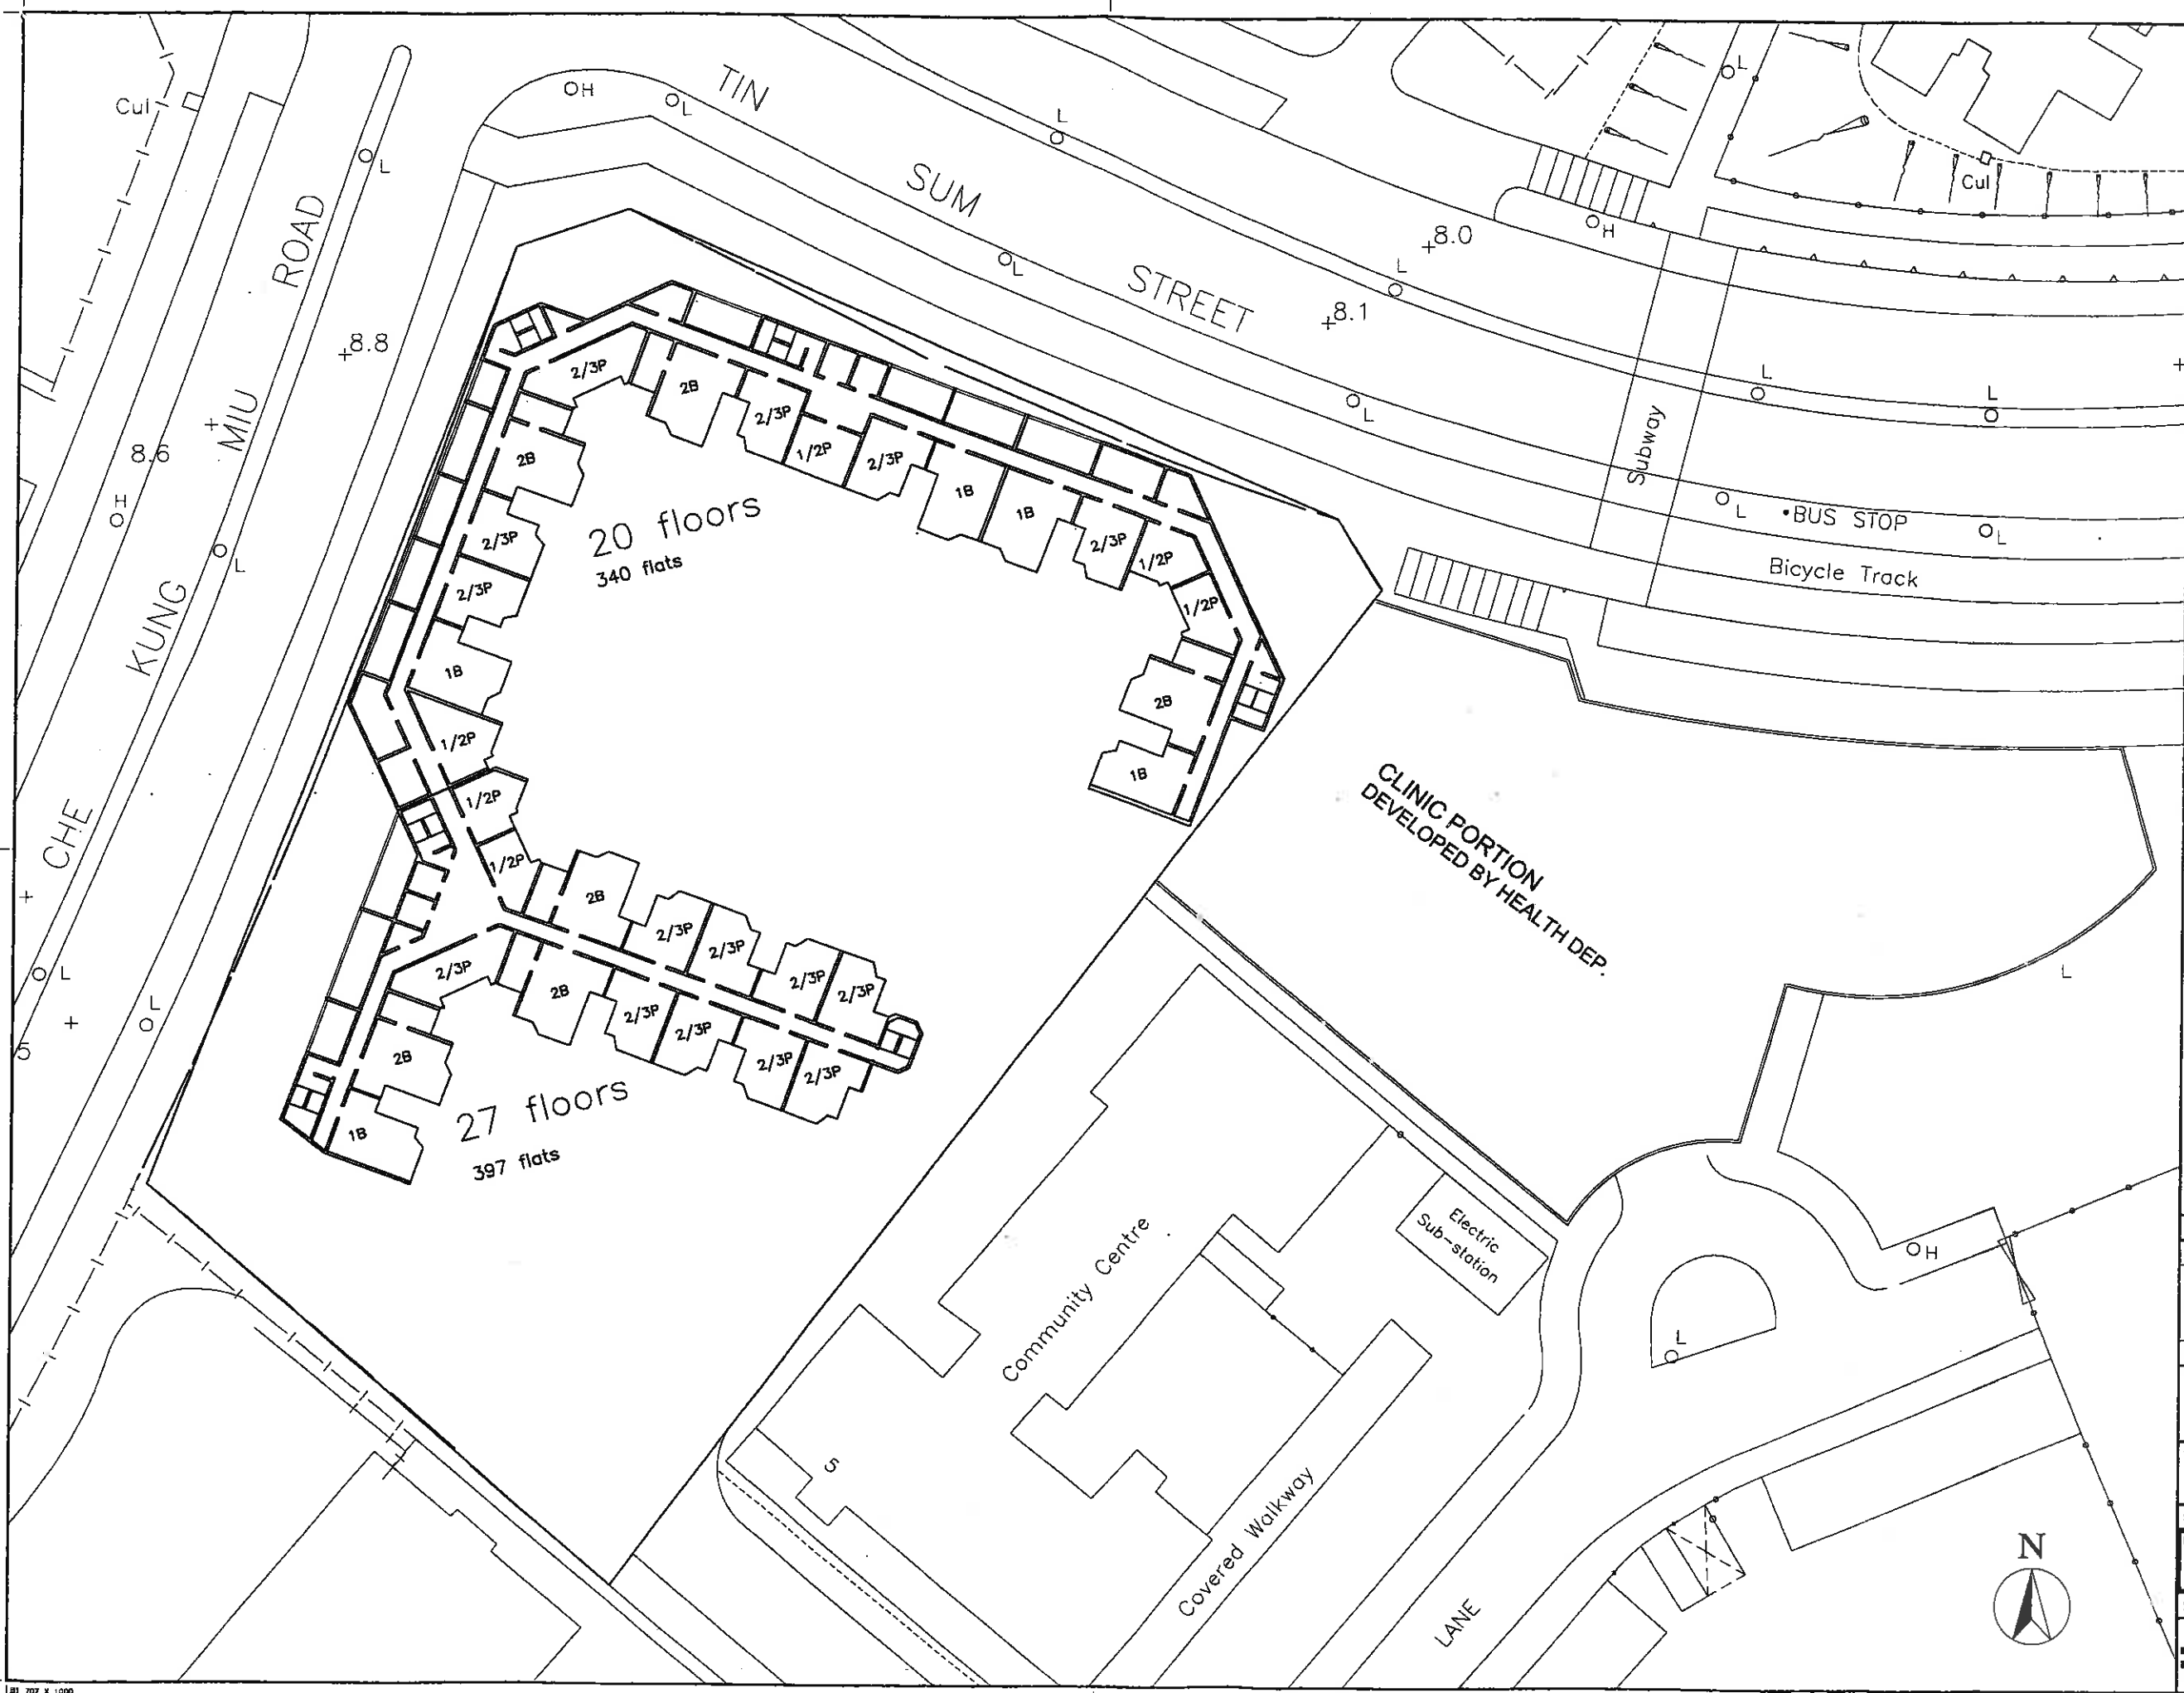 Cul
ROAD
MIU
KUNG
CHE
H
L
TIN
SUM
STREET
L
L
L
L
L
L
L
L
L
H
Cul
+8.0
+8.1
+8.8
8.6
Subway
L
•BUS STOP
L
Bicycle Track
L
H
L
2/3P
2B
2/3P
1/2P
2/3P
1B
1B
2/3P
1/2P
1/2P
2B
1B
2B
2/3P
2/3P
1B
1/2P
20 floors
340 flats
1/2P
1/2P
2B
2/3P
2/3P
2/3P
2/3P
2/3P
2B
2/3P
2/3P
2/3P
2/3P
2B
1B
27 floors
397 flats
L
L
5
CLINIC PORTION
DEVELOPED BY HEALTH DEP.
L
Community Centre
Electric
Sub-station
H
L
5
Covered Walkway
LANE
N